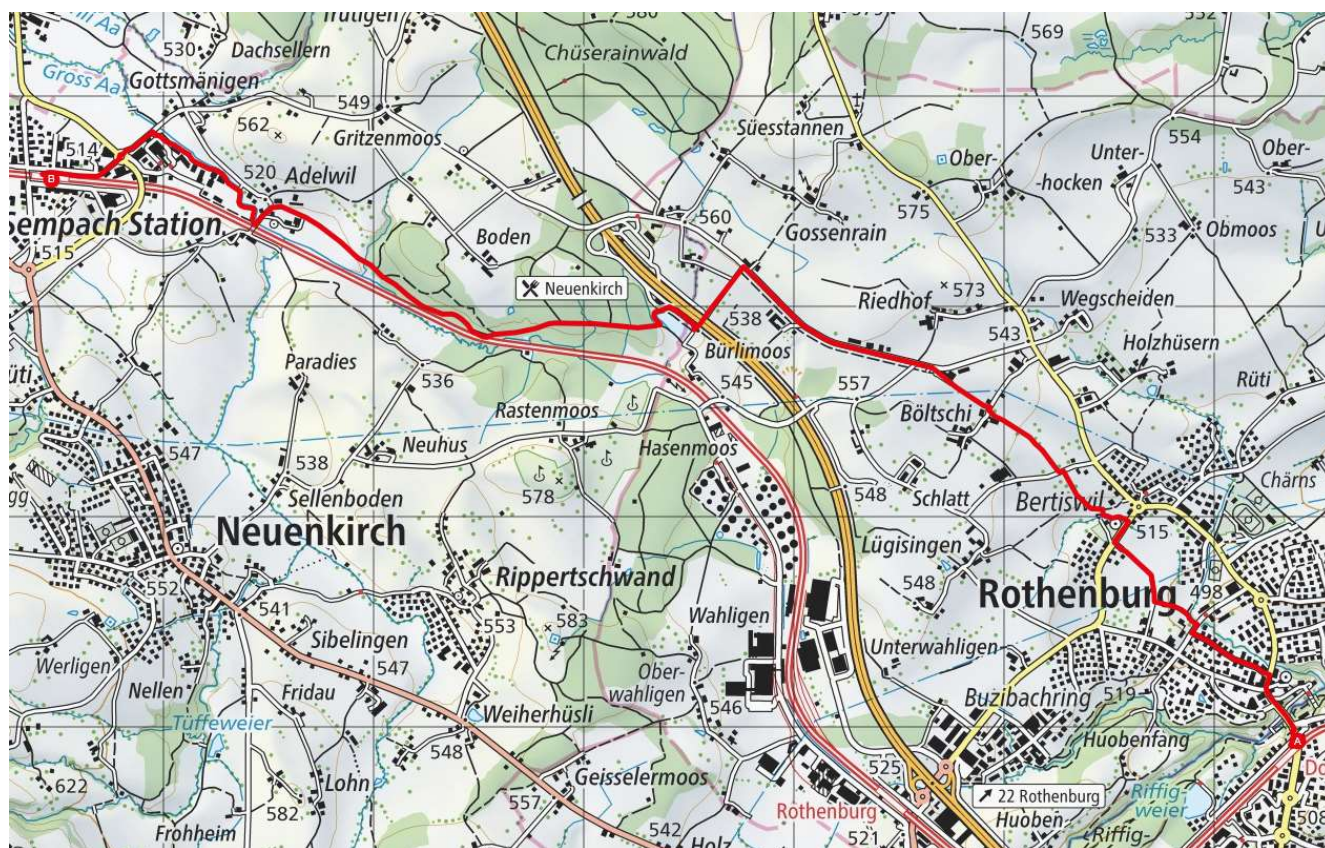 Trutigen
580
569
552
530
Dachsellern
Chüserainwald
Gross Aa
Gottsmänigen
549
562
Gritzenmoos
Süesstannen
554
514
Ober-
Unter-
-hocken
Ober-
543
B
520
Adelwil
560
575
Sempach Station
Boden
Gossenrain
533
Obmoos
515
Neuenkirch
Riedhof
573
Wegscheiden
538
543
Holzhüsern
Paradies
Bürlimoos
Rüti
536
545
557
Rastenmoos
Böltschi
Neuhus
Hasenmoos
547
538
Chärns
578
548
Schlatt
Sellenboden
Bertiswil
515
Neuenkirch
Lügisingen
552
Rippertschwand
548
Rothenburg
498
541
Wahligen
583
Sibelingen
553
Unterwahligen
Werligen
547
Ober-
wahligen
Nellen
Fridau
519
Buzibachring
Tüffeweier
546
Weiherhüsli
Huobenfang
A
548
622
Lohn
525
Geisselermoos
22 Rothenburg
Riffig-
weier
582
557
Rothenburg
Huoben
508
Frohheim
542
Holz
521
Riffig-